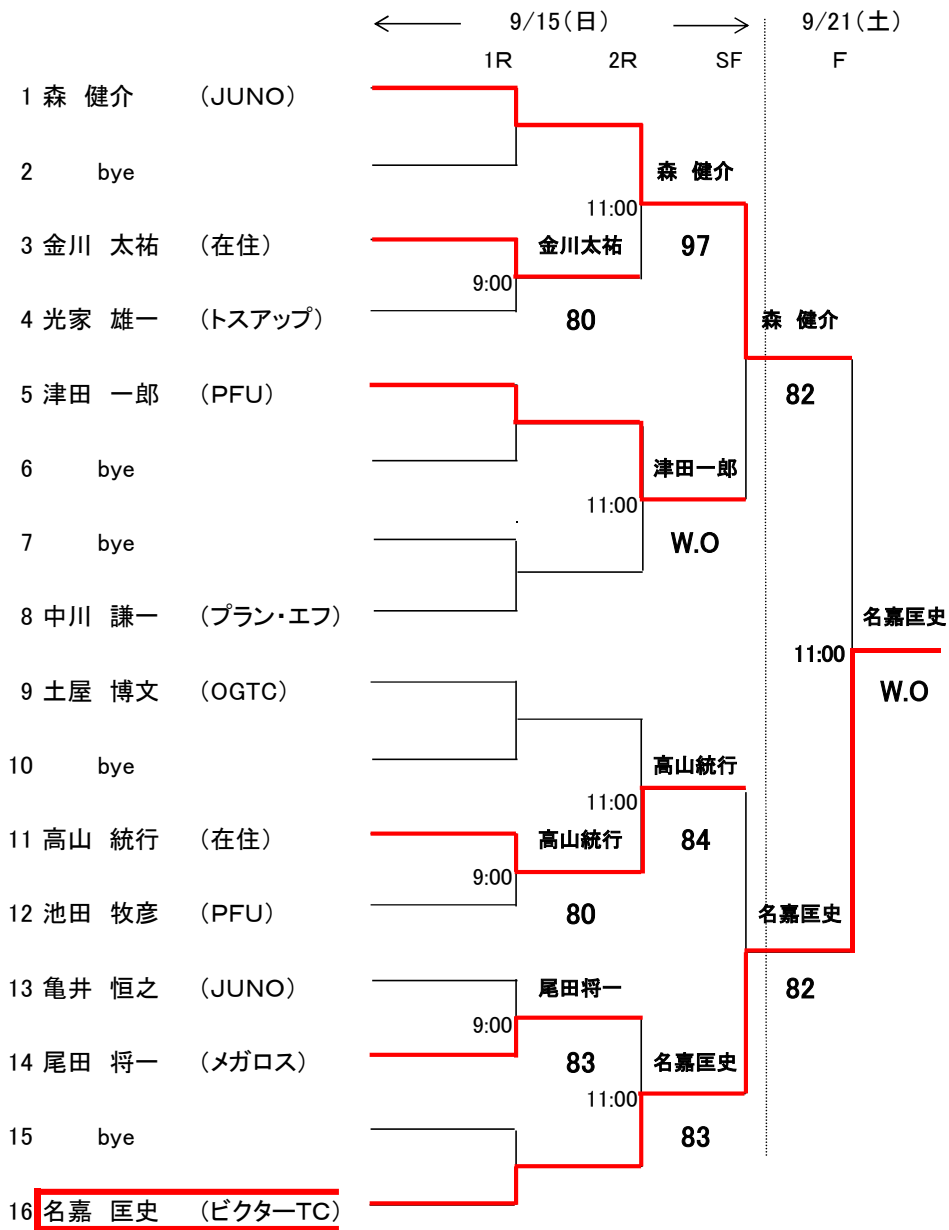 9/15(日) 9/21(土)
1R 2R SF F
1 森 健介 (JUNO)
2 bye 森 健介
11:00
3 金川 太祐 (在住) 金川太祐 97
9:00
4 光家 雄一 (トスアップ) 80 森 健介
5 津田 一郎 (PFU) 82
6 bye 津田一郎
11:00
7 bye W.O
8 中川 謙一 (プラン・エフ) 名嘉匡史
11:00
9 土屋 博文 (OGTC) W.O
10 bye 高山統行
11:00
11 高山 統行 (在住) 高山統行 84
9:00
12 池田 牧彦 (PFU) 80 名嘉匡史
13 亀井 恒之 (JUNO) 尾田将一 82
9:00
14 尾田 将一 (メガロス) 83 名嘉匡史
11:00
15 bye 83
16 名嘉 匡史 (ビクターTC)